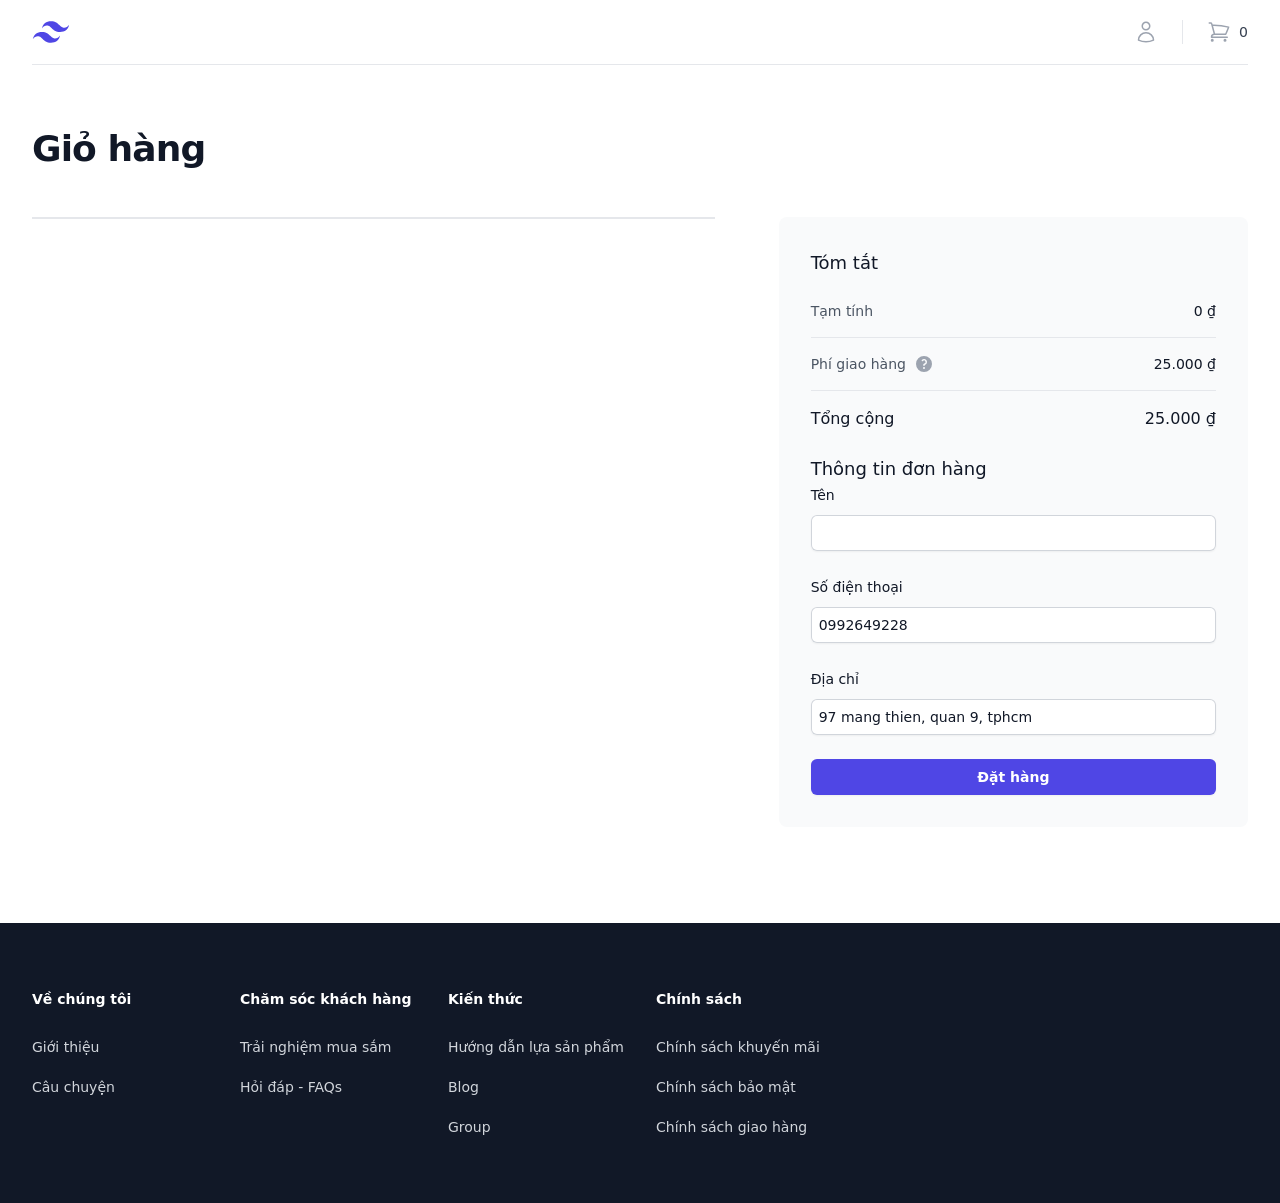 0
Giỏ hàng
Tóm tắt
Tạm tính 0 ₫
Phí giao hàng 25.000 ₫
Tổng cộng 25.000 ₫
Thông tin đơn hàng
Tên
Số điện thoại
0992649228
Địa chỉ
97 mang thien, quan 9, tphcm
Đặt hàng
Về chúng tôi
Giới thiệu
Câu chuyện
Chăm sóc khách hàng
Trải nghiệm mua sắm
Hỏi đáp - FAQs
Kiến thức
Hướng dẫn lựa sản phẩm
Blog
Group
Chính sách
Chính sách khuyến mãi
Chính sách bảo mật
Chính sách giao hàng